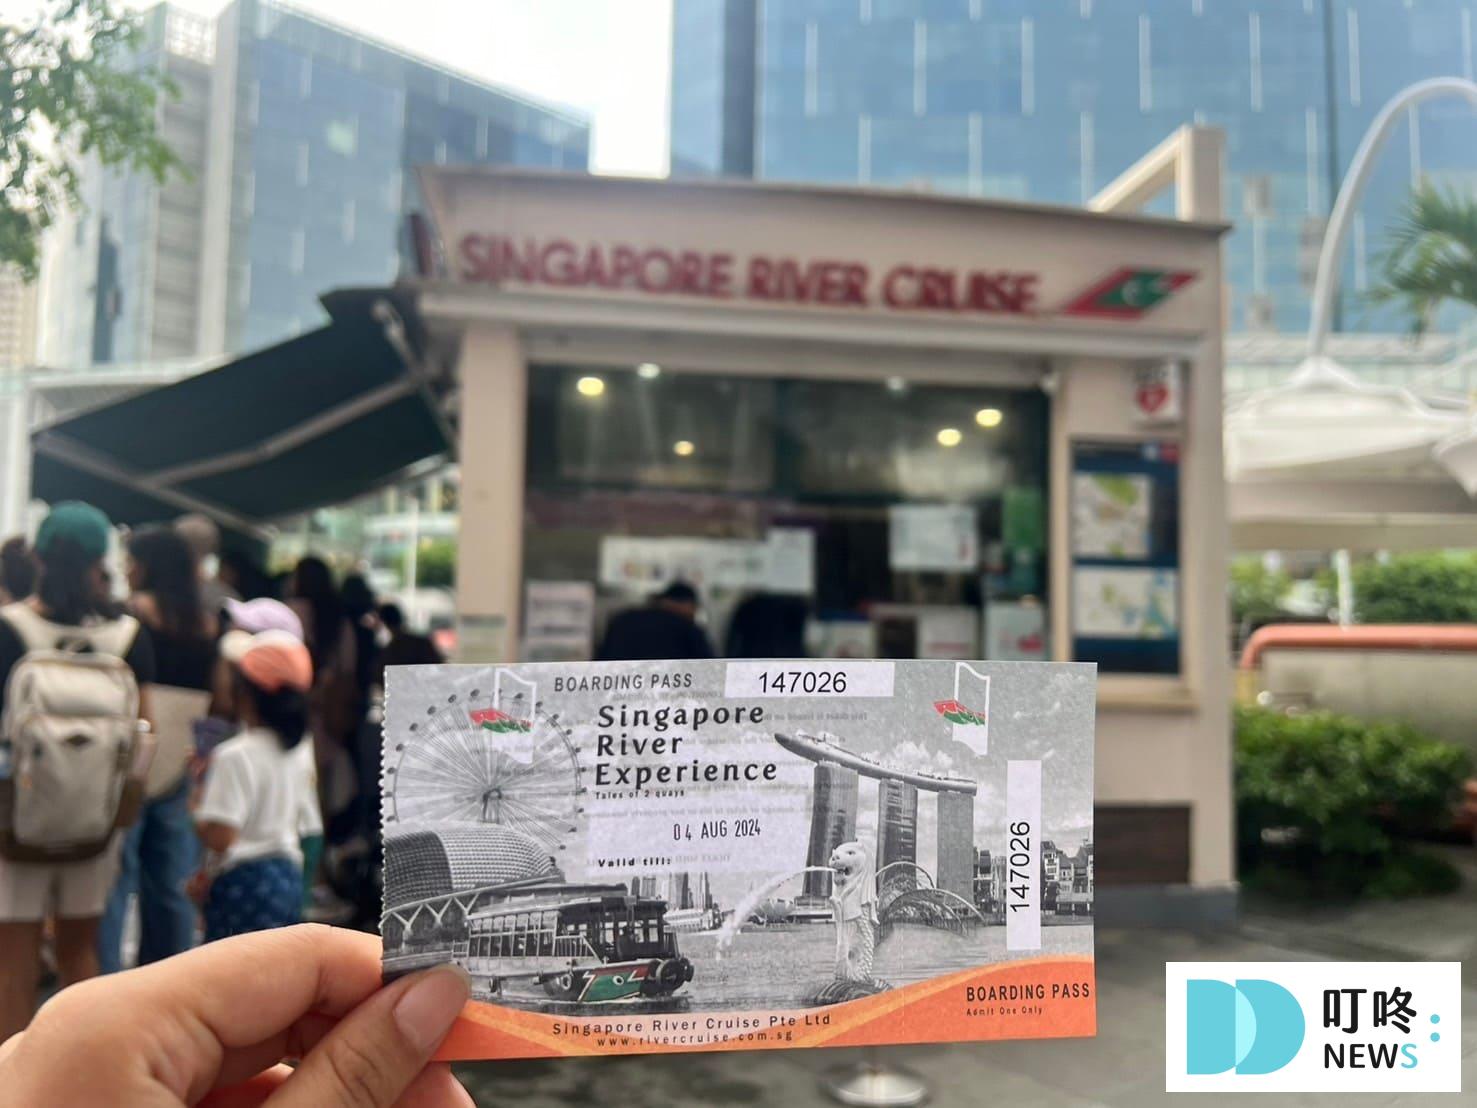 SINGAPORE RIVER CRUISE
BOARDING PASS
147026
Singapore
River
Experience
Tales of 2 quays
04 AUG 2024
Valid till:
147026
BOARDING PASS
Admit One Only
Singapore River Cruise Pte Ltd
www.rivercruise.com.sg
叮咚
NEWS